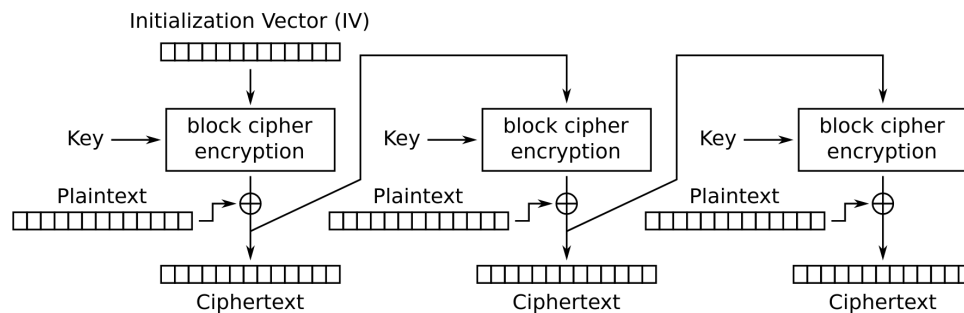 Initialization Vector (IV)
Key
block cipher
encryption
Key
block cipher
encryption
Key
block cipher
encryption
Plaintext
Plaintext
Plaintext
Ciphertext
Ciphertext
Ciphertext